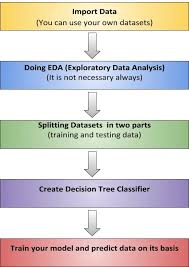 Import Data
(You can use your own datasets)
Doing EDA (Exploratory Data Analysis)
(It is not necessary always)
Splitting Datasets in two parts
(training and testing data)
Create Decision Tree Classifier
Train your model and predict data on its basis